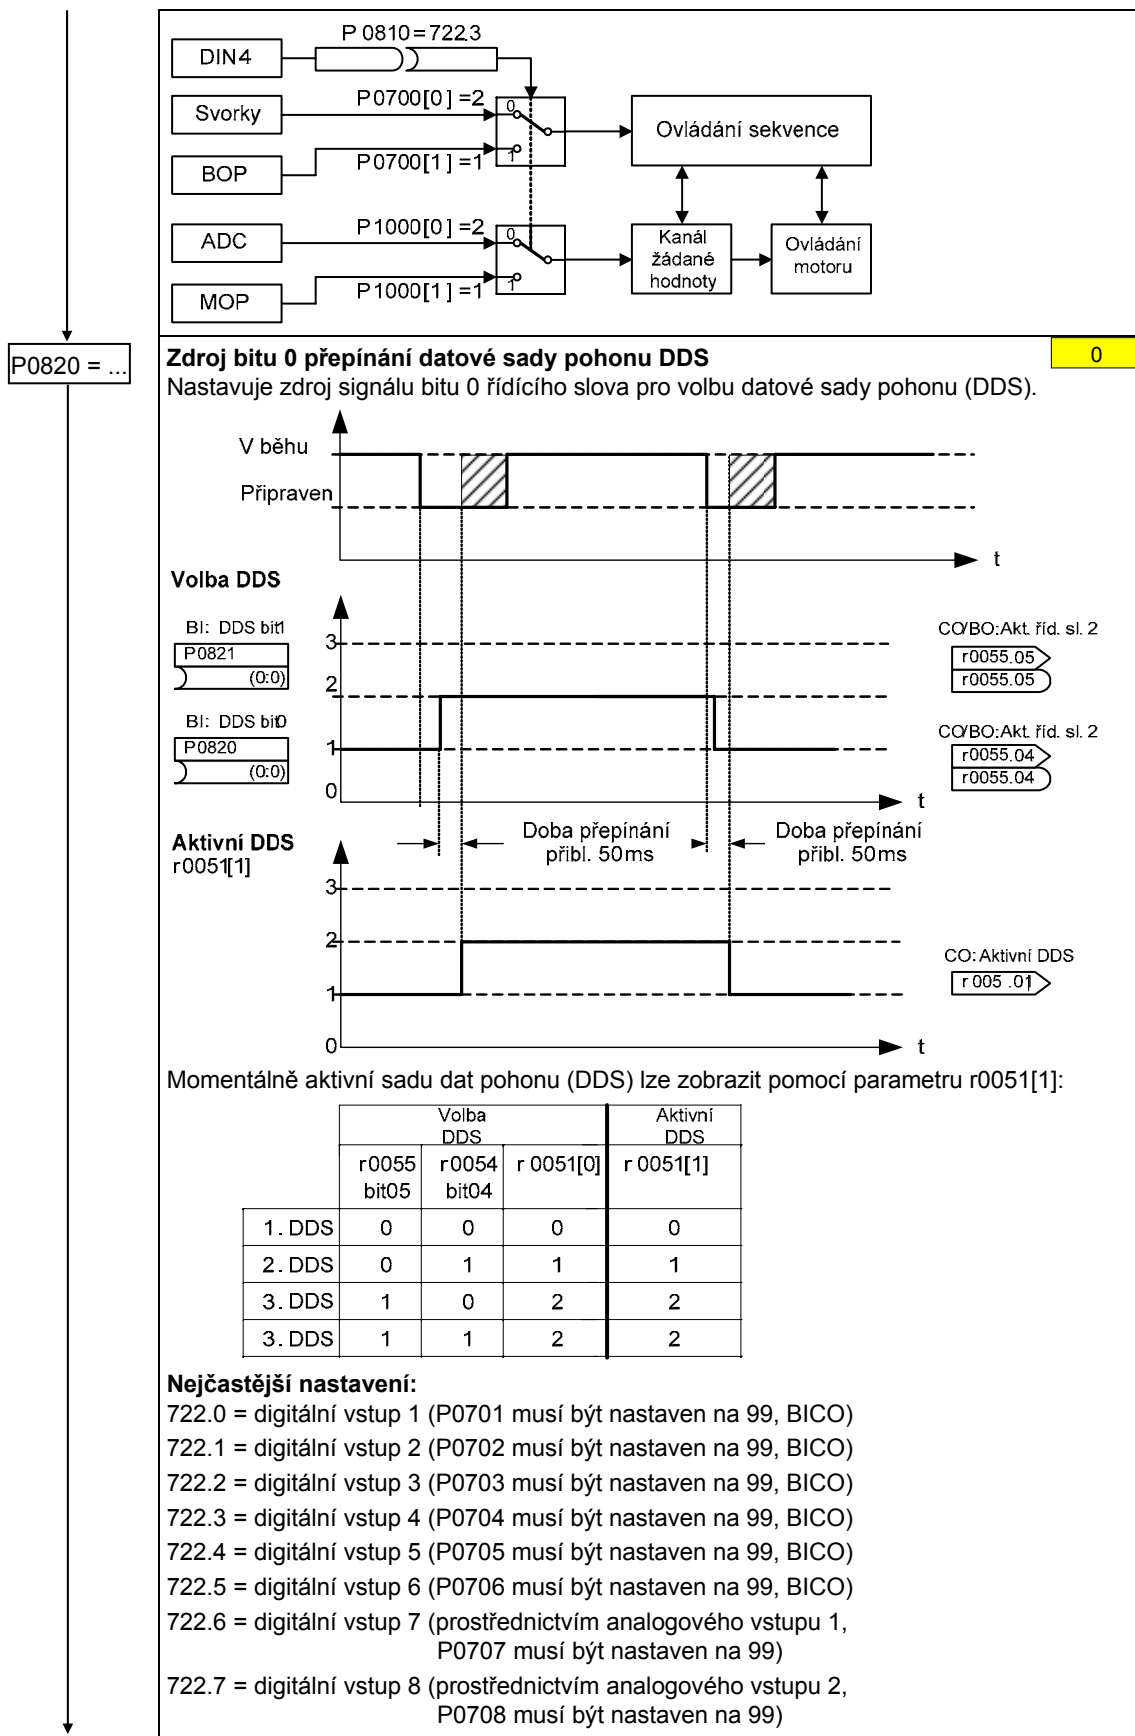 P 0810=722.3
DIN4
Svorky
P0700[0] =2
0
Ovládání sekvence
BOP
P0700[1] =1
1
ADC
P1000[0] =2
0
Kanál
žádané
hodnoty
Ovládání
motoru
MOP
P1000[1] =1
1
P0820 = ...
Zdroj bitu 0 přepínání datové sady pohonu DDS
0
Nastavuje zdroj signálu bitu 0 řídícího slova pro volbu datové sady pohonu (DDS).
V běhu
Připraven
t
Volba DDS
BI: DDS bit1
P0821
(0:0)
3
2
CO/BO:Akt. říd. sl. 2
r0055.05
r0055.05
BI: DDS bit0
P0820
(0:0)
1
0
t
CO/BO:Akt. říd. sl. 2
r0055.04
r0055.04
Aktivní DDS
r0051[1]
Doba přepínání
přibl. 50ms
Doba přepínání
přibl. 50ms
3
2
1
0
t
CO: Aktivní DDS
r 005 .01
Momentálně aktivní sadu dat pohonu (DDS) lze zobrazit pomocí parametru r0051[1]:
Volba
DDS
Aktivní
DDS
r0055
bit05
r0054
bit04
r 0051[0]
r 0051[1]
1. DDS 0 0 0 0
2. DDS 0 1 1 1
3. DDS 1 0 2 2
3. DDS 1 1 2 2
Nejčastější nastavení:
722.0 = digitální vstup 1 (P0701 musí být nastaven na 99, BICO)
722.1 = digitální vstup 2 (P0702 musí být nastaven na 99, BICO)
722.2 = digitální vstup 3 (P0703 musí být nastaven na 99, BICO)
722.3 = digitální vstup 4 (P0704 musí být nastaven na 99, BICO)
722.4 = digitální vstup 5 (P0705 musí být nastaven na 99, BICO)
722.5 = digitální vstup 6 (P0706 musí být nastaven na 99, BICO)
722.6 = digitální vstup 7 (prostřednictvím analogového vstupu 1,
P0707 musí být nastaven na 99)
722.7 = digitální vstup 8 (prostřednictvím analogového vstupu 2,
P0708 musí být nastaven na 99)